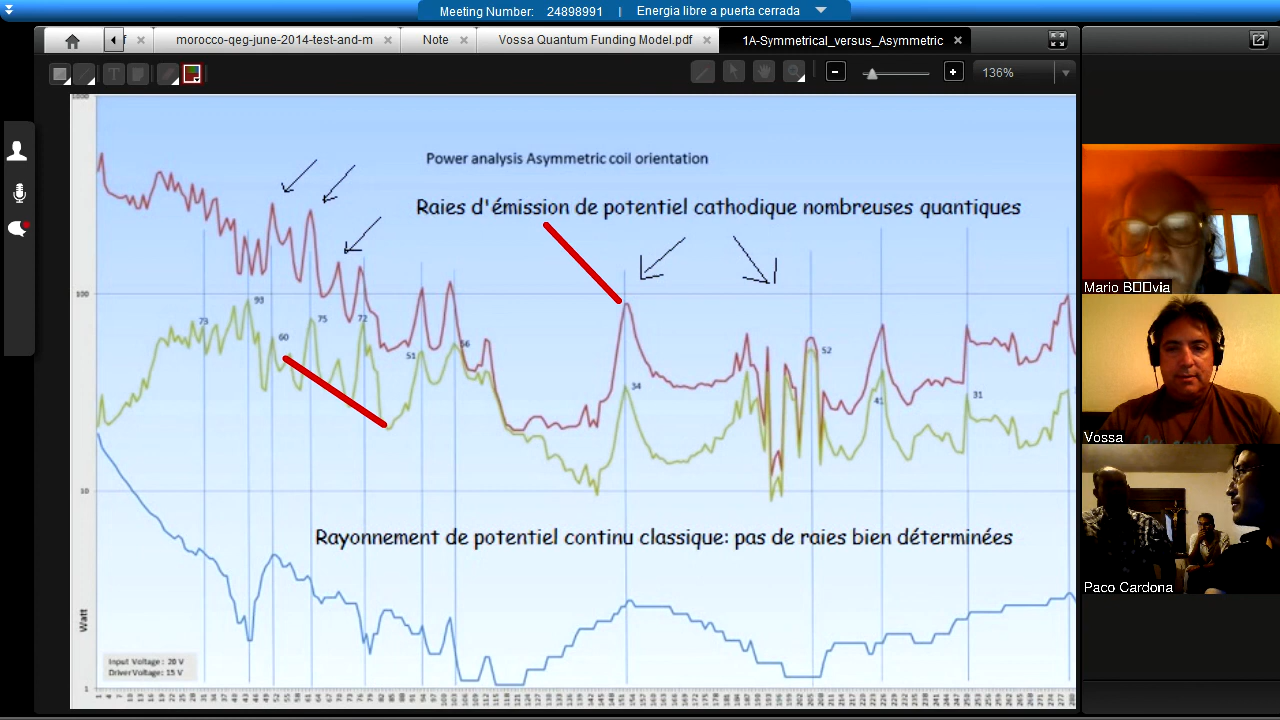 Meeting Number: 24898991 | Energia libre a puerta cerrada
f
morocco-qeg-june-2014-test-and-m
Note
Vossa Quantum Funding Model.pdf
1A-Symmetrical_versus_Asymmetric
T
136%
1000
Power analysis Asymmetric coil orientation
Raies d'émission de potentiel cathodique nombreuses quantiques
100
73
93
60
75
72
51
66
34
52
41
31
10
Rayonnement de potentiel continu classique: pas de raies bien déterminées
Watt
Input Voltage : 20 V
DriverVoltage: 15 V
1
Mario B□□via
Vossa
Paco Cardona